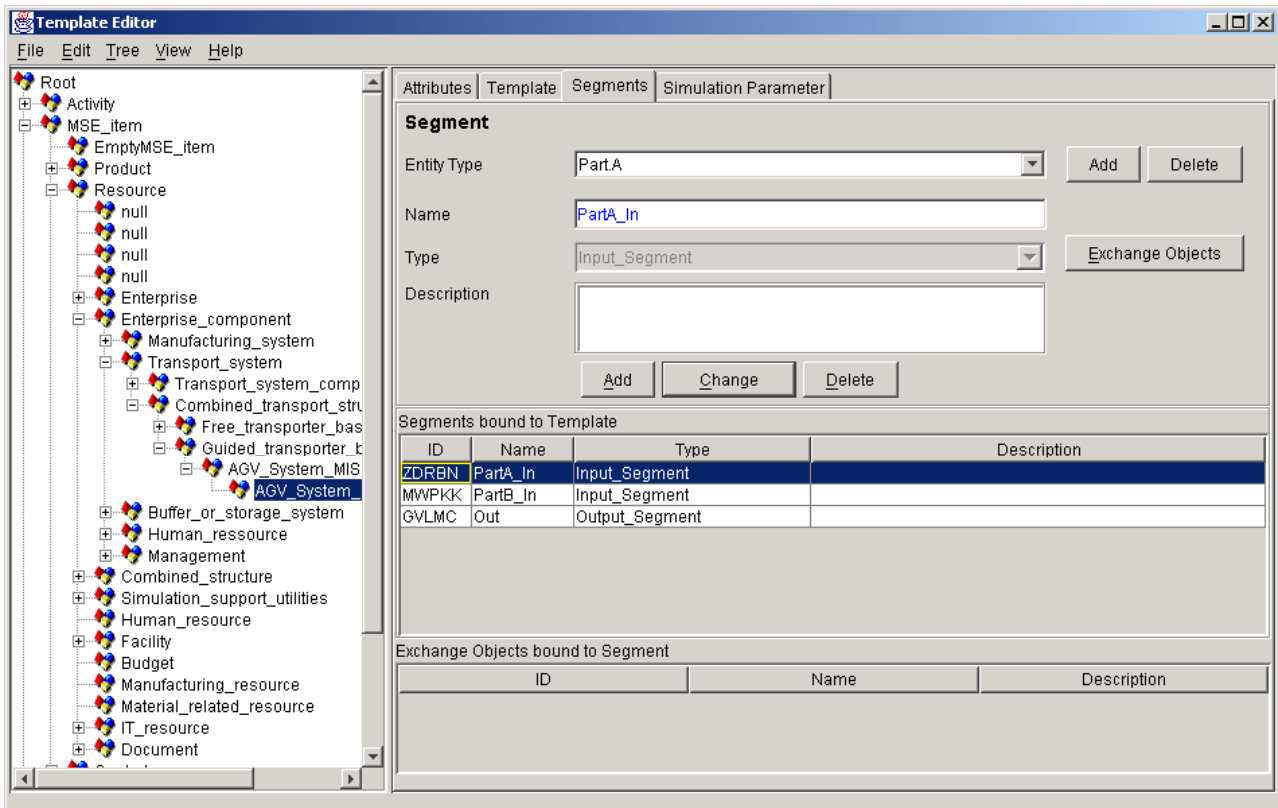 Template Editor
File Edit Tree View Help
Root
Activity
MSE_item
EmptyMSE_item
Product
Resource
null
null
null
null
Enterprise
Enterprise_component
Manufacturing_system
Transport_system
Transport_system_comp
Combined_transport_stru
Free_transporter_bas
Guided_transporter_b
AGV_System_MIS
AGV_System_
Buffer_or_storage_system
Human_ressource
Management
Combined_structure
Simulation_support_utilities
Human_resource
Facility
Budget
Manufacturing_resource
Material_related_resource
IT_resource
Document
Attributes Template Segments Simulation Parameter
Segment
Entity Type Part.A Add Delete
Name PartA_In
Type Input_Segment Exchange Objects
Description
Add Change Delete
Segments bound to Template
ID Name Type Description
ZDRBN PartA_In Input_Segment
MWPKK PartB_In Input_Segment
GVLMC Out Output_Segment
Exchange Objects bound to Segment
ID Name Description